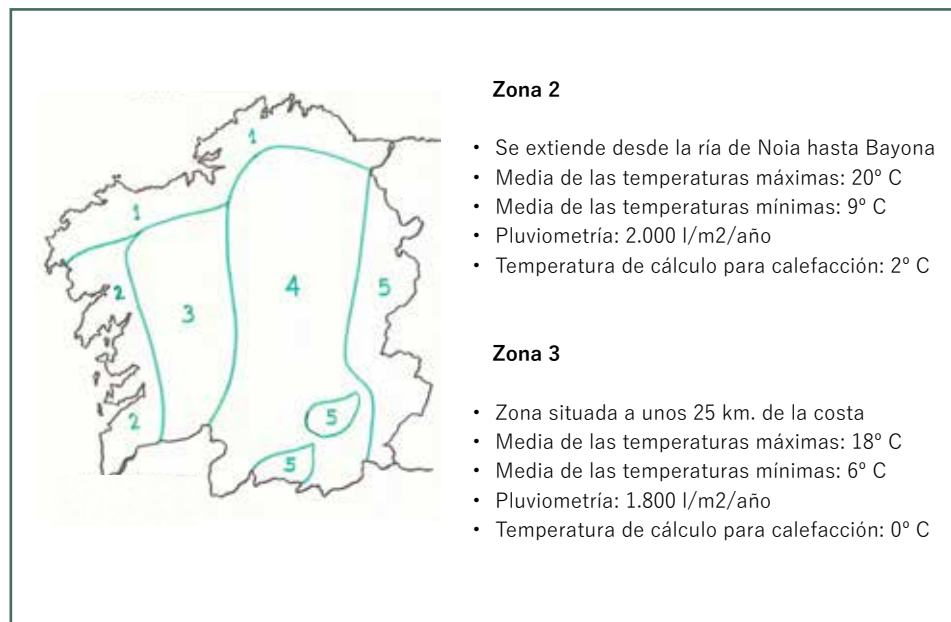 Zona 2
• Se extiende desde la ría de Noia hasta Bayona
• Media de las temperaturas máximas: 20º C
• Media de las temperaturas mínimas: 9º C
• Pluviometría: 2.000 l/m2/año
• Temperatura de cálculo para calefacción: 2º C
Zona 3
• Zona situada a unos 25 km. de la costa
• Media de las temperaturas máximas: 18º C
• Media de las temperaturas mínimas: 6º C
• Pluviometría: 1.800 l/m2/año
• Temperatura de cálculo para calefacción: 0º C
1
1
2
3
4
5
2
5
5